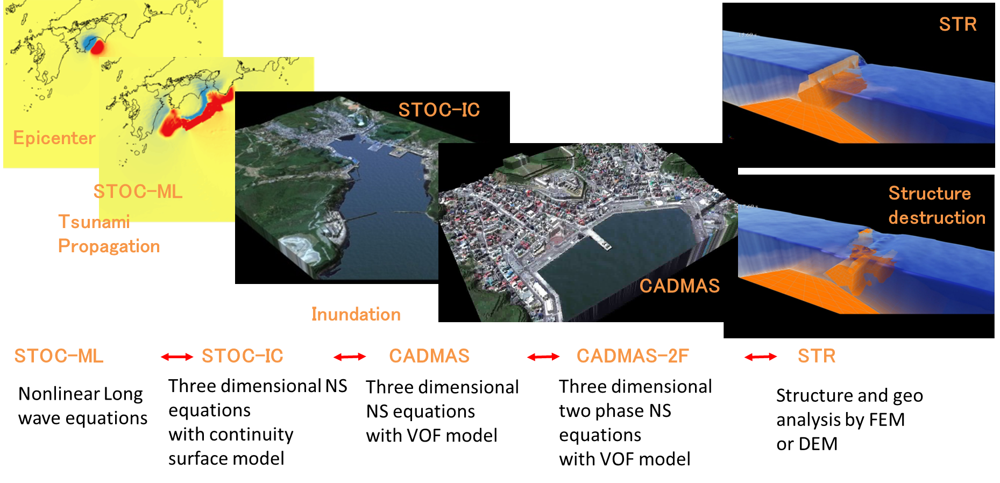 Epicenter
STOC-ML
Tsunami
Propagation
STOC-IC
Inundation
CADMAS
STR
Structure
destruction
STOC-ML
STOC-IC
CADMAS
CADMAS-2F
STR
Nonlinear Long
wave equations
Three dimensional NS
equations
with continuity
surface model
Three dimensional
NS equations
with VOF model
Three dimensional
two phase NS
equations
with VOF model
Structure and geo
analysis by FEM
or DEM